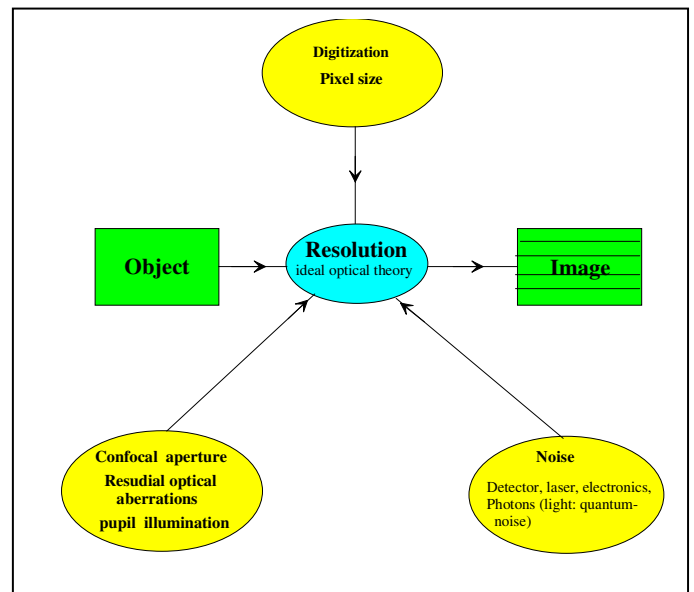 Digitization
Pixel size
Object
Resolution
ideal optical theory
Image
Confocal aperture
Resudial optical
aberrations
pupil illumination
Noise
Detector, laser, electronics,
Photons (light: quantum-
noise)